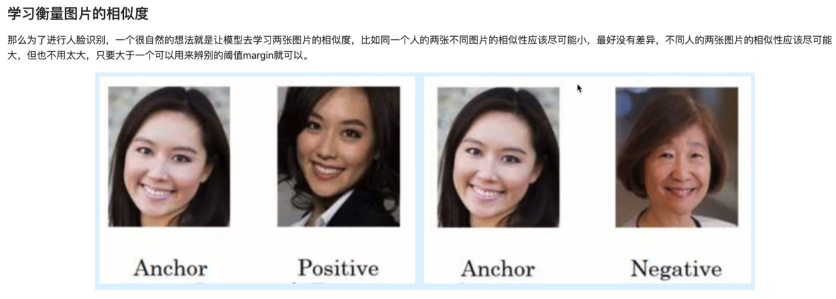 学习衡量图片的相似度
那么为了进行人脸识别，一个很自然的想法就是让模型去学习两张图片的相似度，比如同一个人的两张不同图片的相似性应该尽可能小，最好没有差异，不同人的两张图片的相似性应该尽可能
大，但也不用太大，只要大于一个可以用来辨别的阈值margin就可以。
Anchor Positive Anchor Negative